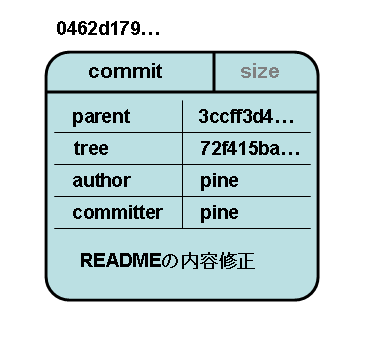 0462d179…
commit size
parent 3ccff3d4…
tree 72f415ba…
author pine
committer pine
READMEの内容修正